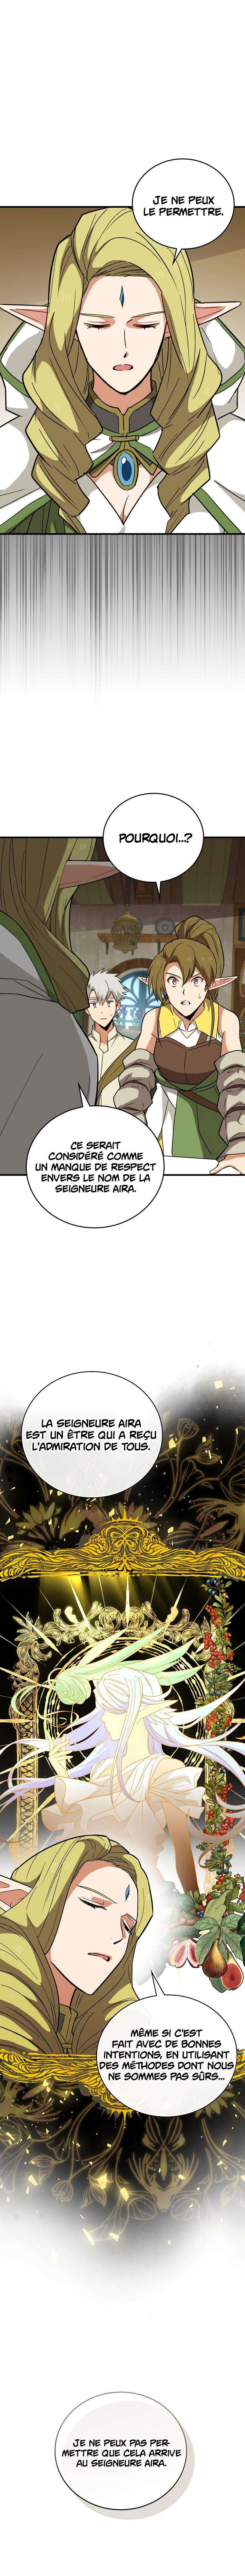 JE NE PEUX
LE PERMETTRE.
POURQUOI...?
CE SERAIT
CONSIDÉRÉ COMME
UN MANQUE DE RESPECT
ENVERS LE NOM DE LA
SEIGNEURE AIRA.
LA SEIGNEURE AIRA
EST UN ÊTRE QUI A REÇU
L'ADMIRATION DE TOUS.
MÊME SI C'EST
FAIT AVEC DE BONNES
INTENTIONS, EN UTILISANT
DES MÉTHODES DONT NOUS
NE SOMMES PAS SÛRS...
JE NE PEUX PAS PER-
METTRE QUE CELA ARRIVE
AU SEIGNEURE AIRA.